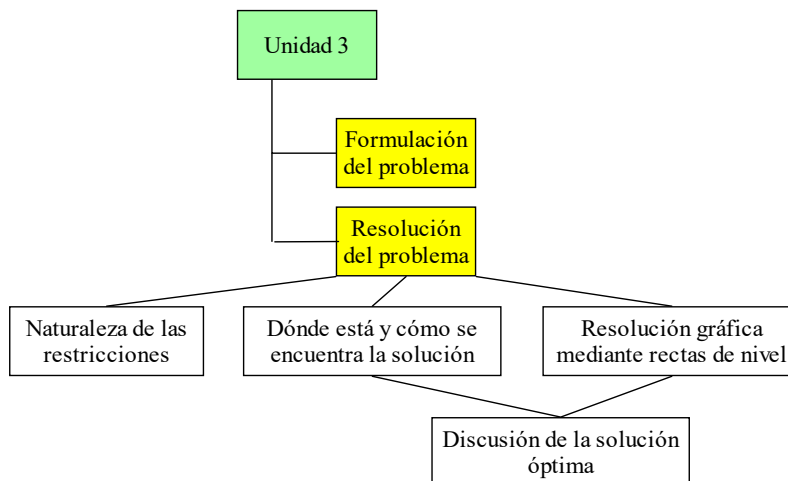 Unidad 3
Formulación
del problema
Resolución
del problema
Naturaleza de las
restricciones
Dónde está y cómo se
encuentra la solución
Resolución gráfica
mediante rectas de nivel
Discusión de la solución
óptima